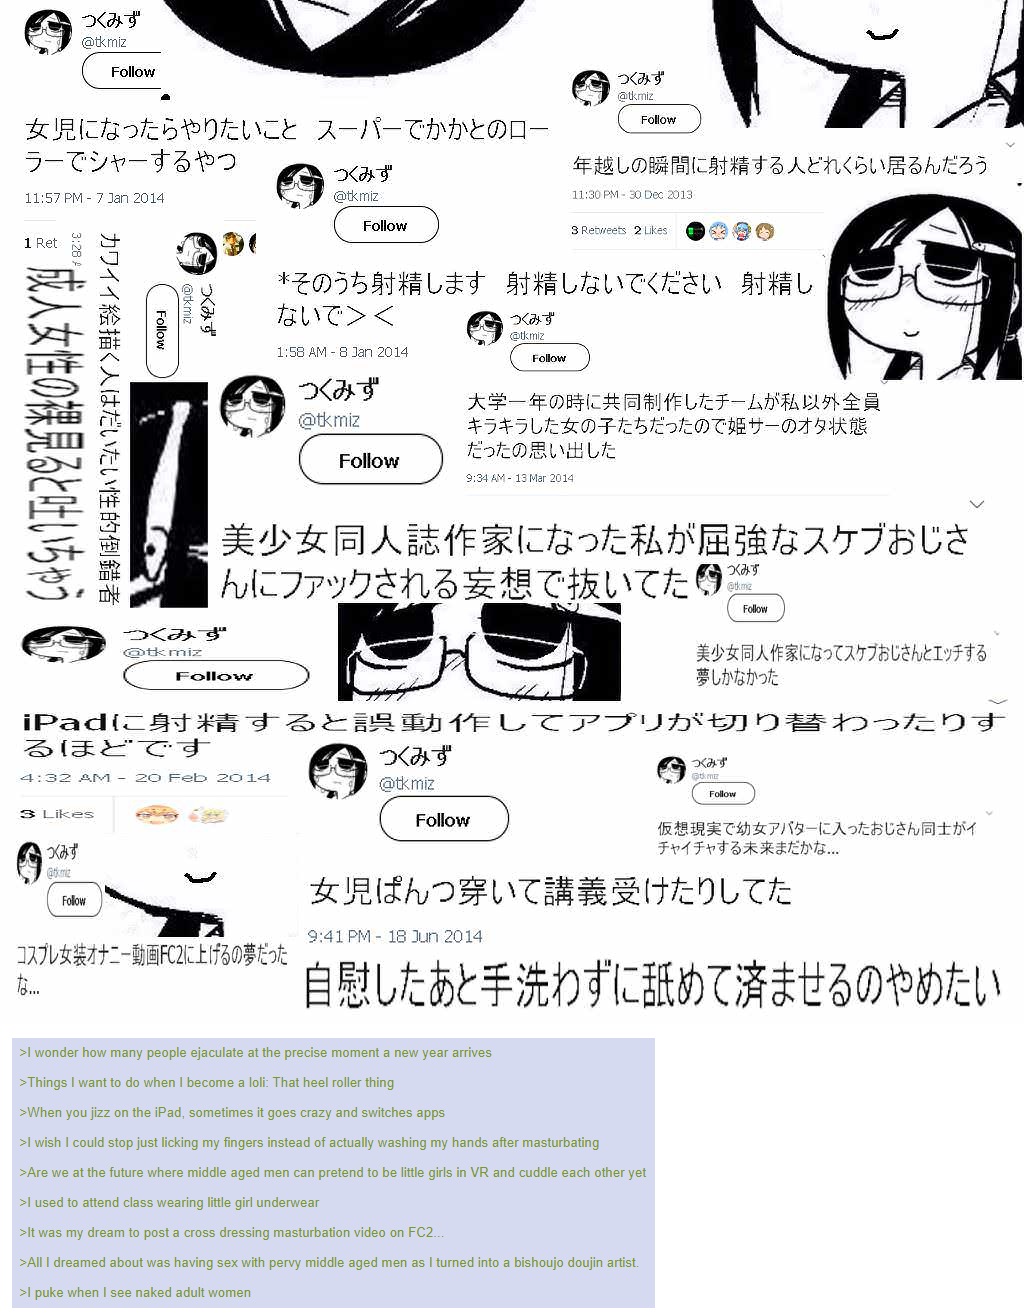 つくみず
@tkmiz
Follow
女児になったらやりたいこと　スーパーでかかとのロー
ラーでシャーするやつ
11:57 PM - 7 Jan 2014
1 Ret
つくみず
@tkmiz
Follow
年越しの瞬間に射精する人どれくらい居るんだろう
11:30 PM - 30 Dec 2013
3 Retweets 2 Likes
つくみず
@tkmiz
Follow
*そのうち射精します　射精しないでください　射精し
ないで＞＜
1:58 AM - 8 Jan 2014
つくみず
@tkmiz
Follow
カワイイ絵描く人はだいたい性的倒錯者
3:28 A
成人女性の裸見ると吐いちゃう
つくみず
@tkmiz
Follow
大学一年の時に共同制作したチームが私以外全員
キラキラした女の子たちだったので姫サーのオタ状態
だったの思い出した
9:34 AM - 13 Mar 2014
つくみず
@tkmiz
Follow
美少女同人誌作家になった私が屈強なスケブおじさ
んにファックされる妄想で抜いてた
つくみず
@tkmiz
Follow
美少女同人作家になってスケブおじさんとエッチする
夢しかなかった
つくみず
@tkmiz
Follow
iPadに射精すると誤動作してアプリが切り替わったりす
るほどです
4:32 AM - 20 Feb 2014
3 Likes
つくみず
@tkmiz
Follow
女児ぱんつ穿いて講義受けたりしてた
9:41 PM - 18 Jun 2014
つくみず
@tkmiz
Follow
仮想現実で幼女アバターに入ったおじさん同士がイ
チャイチャする未来まだかな...
つくみず
@tkmiz
Follow
コスプレ女装オナニー動画FC2に上げるの夢だった
な...
自慰したあと手洗わずに舐めて済ませるのやめたい
>I wonder how many people ejaculate at the precise moment a new year arrives
>Things I want to do when I become a loli: That heel roller thing
>When you jizz on the iPad, sometimes it goes crazy and switches apps
>I wish I could stop just licking my fingers instead of actually washing my hands after masturbating
>Are we at the future where middle aged men can pretend to be little girls in VR and cuddle each other yet
>I used to attend class wearing little girl underwear
>It was my dream to post a cross dressing masturbation video on FC2...
>All I dreamed about was having sex with pervy middle aged men as I turned into a bishoujo doujin artist.
>I puke when I see naked adult women